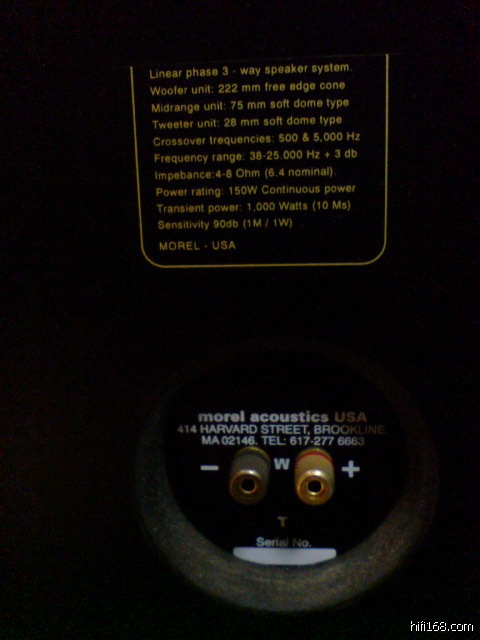 Linear phase 3 - way speaker system.
Woofer unit: 222 mm free edge cone
Midrange unit: 75 mm soft dome type
Tweeter unit: 28 mm soft dome type
Crossover trequencies: 500 & 5,000 Hz
Frequency range: 38-25.000 Hz + 3 db
Impebance:4-8 Ohm (6.4 nominal).
Power rating: 150W Continuous power
Transient power: 1,000 Watts (10 Ms)
Sensitivity 90db (1M / 1W)
MOREL - USA
morel acoustics USA
414 HARVARD STREET, BROOKLINE.
MA 02146. TEL: 617-277 6663
- W +
T
Serial No.
hifi168.com